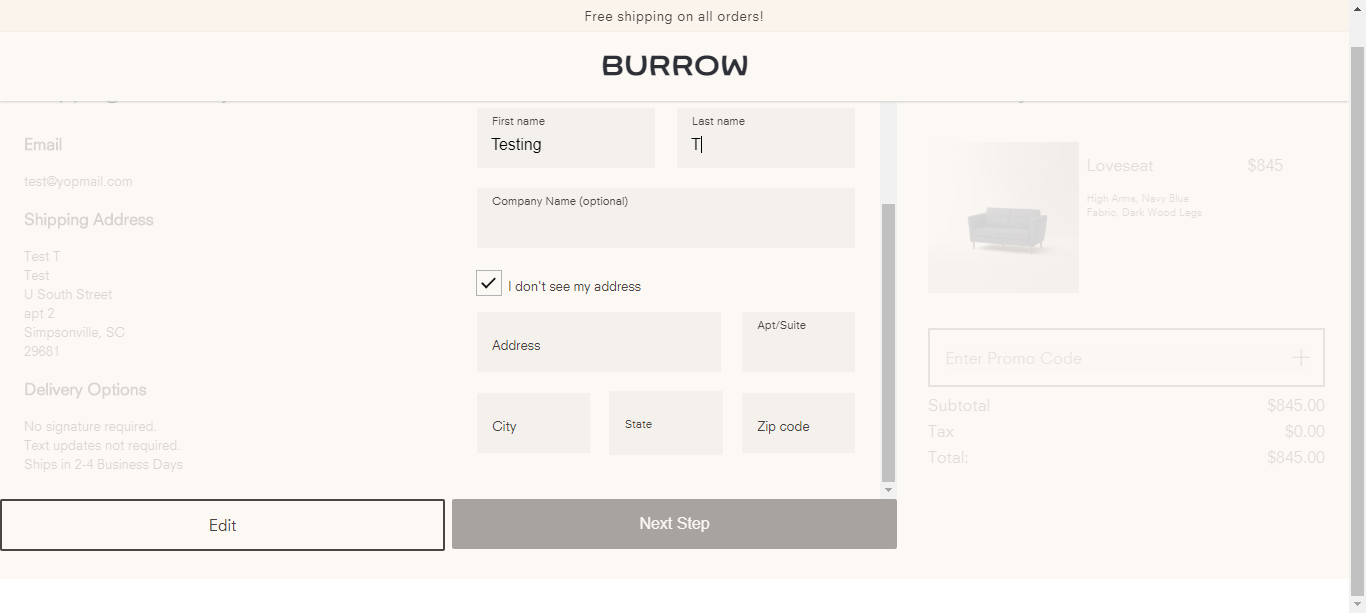 Free shipping on all orders!
BURROW
Email
test@yopmail.com
Shipping Address
Test T
Test
U South Street
apt 2
Simpsonville, SC
29681
Delivery Options
No signature required.
Text updates not required.
Ships in 2-4 Business Days
Edit
First name
Testing
Last name
T
Company Name (optional)
I don't see my address
Address
Apt/Suite
City
State
Zip code
Next Step
Loveseat $845
High Arms, Navy Blue
Fabric, Dark Wood Legs
Enter Promo Code
Subtotal $845.00
Tax $0.00
Total: $845.00